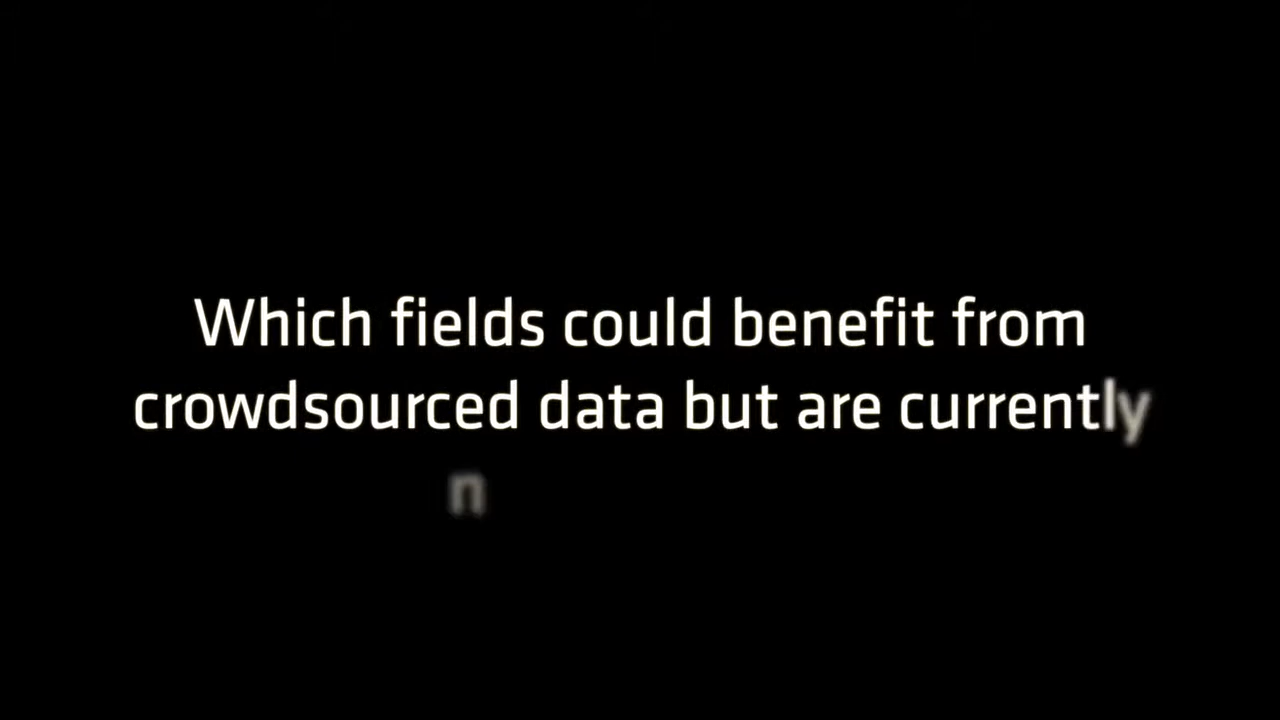 Which fields could benefit from
crowdsourced data but are currently
n